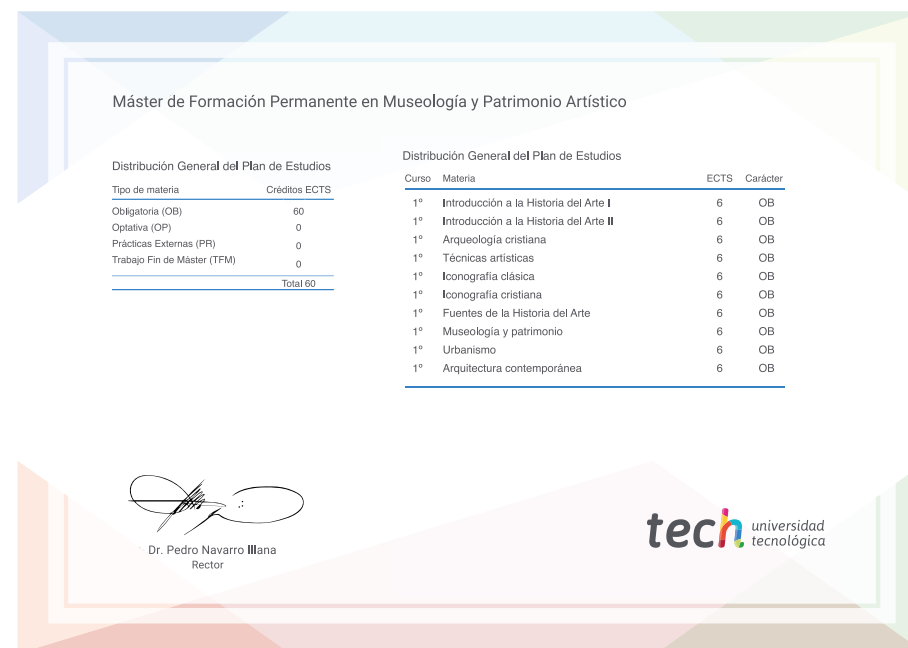 Máster de Formación Permanente en Museología y Patrimonio Artístico
Distribución General del Plan de Estudios
Tipo de materia Créditos ECTS
Obligatoria (OB) 60
Optativa (OP) 0
Prácticas Externas (PR) 0
Trabajo Fin de Máster (TFM) 0
Total 60
Distribución General del Plan de Estudios
Curso Materia ECTS Carácter
1º Introducción a la Historia del Arte I 6 OB
1º Introducción a la Historia del Arte II 6 OB
1º Arqueología cristiana 6 OB
1º Técnicas artísticas 6 OB
1º Iconografía clásica 6 OB
1º Iconografía cristiana 6 OB
1º Fuentes de la Historia del Arte 6 OB
1º Museología y patrimonio 6 OB
1º Urbanismo 6 OB
1º Arquitectura contemporánea 6 OB
Dr. Pedro Navarro Illana
Rector
tech universidad
tecnológica